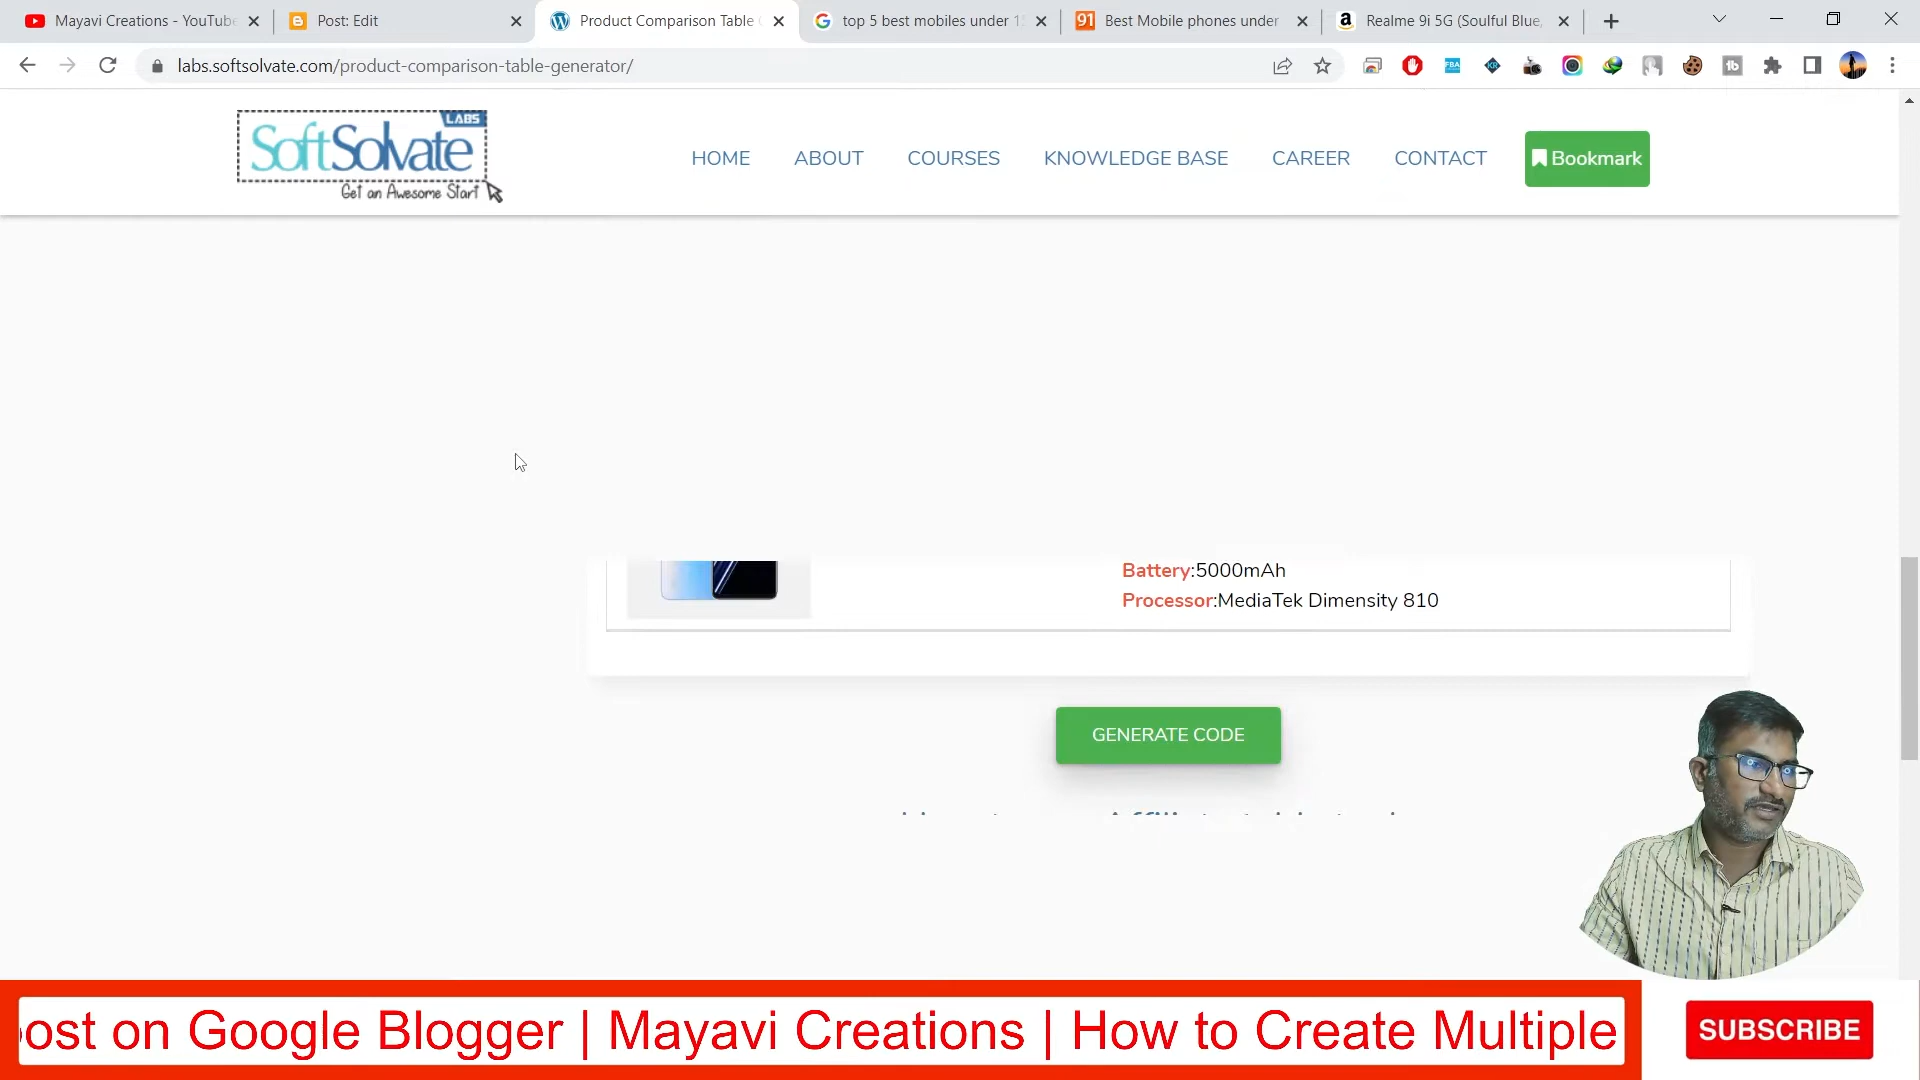 Mayavi Creations - YouTube
Post: Edit
Product Comparison Table
top 5 best mobiles under 1
Best Mobile phones under
Realme 9i 5G (Soulful Blue,
labs.softsolvate.com/product-comparison-table-generator/
SoftSolvate LABS
Get an Awesome Start
HOME ABOUT COURSES KNOWLEDGE BASE CAREER CONTACT Bookmark
Battery:5000mAh
Processor:MediaTek Dimensity 810
GENERATE CODE
ost on Google Blogger | Mayavi Creations | How to Create Multiple
SUBSCRIBE